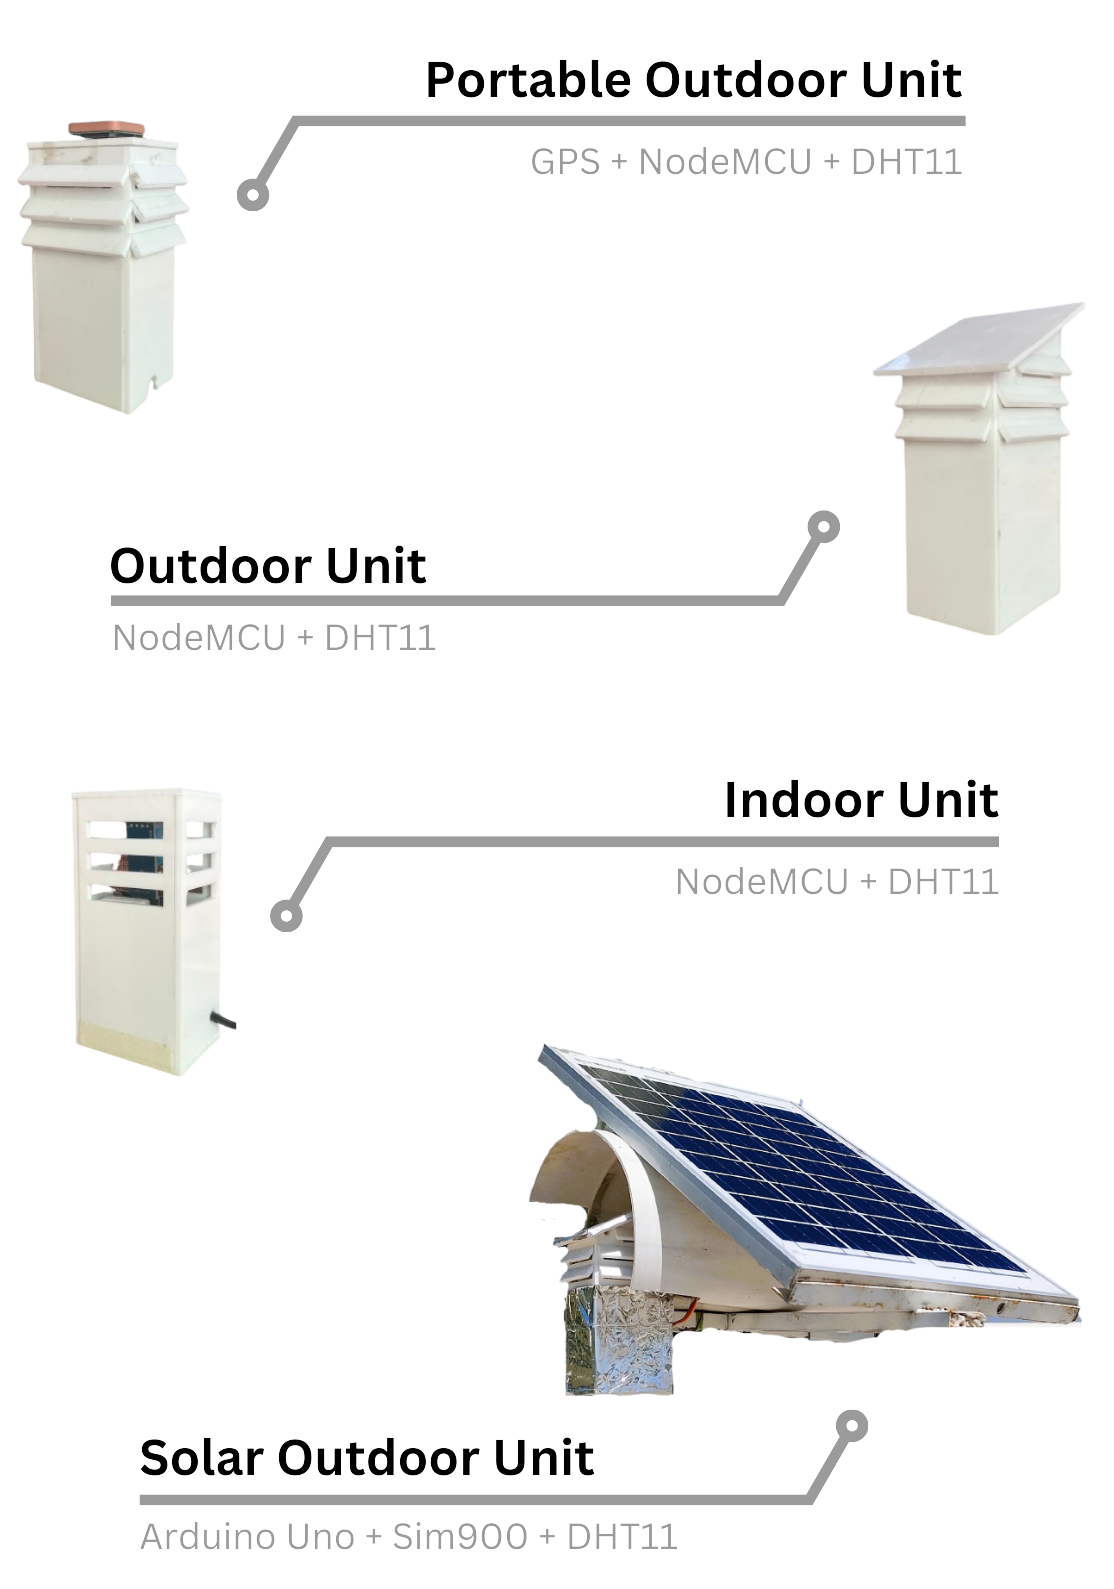 Portable Outdoor Unit
GPS + NodeMCU + DHT11
Outdoor Unit
NodeMCU + DHT11
Indoor Unit
NodeMCU + DHT11
Solar Outdoor Unit
Arduino Uno + Sim900 + DHT11